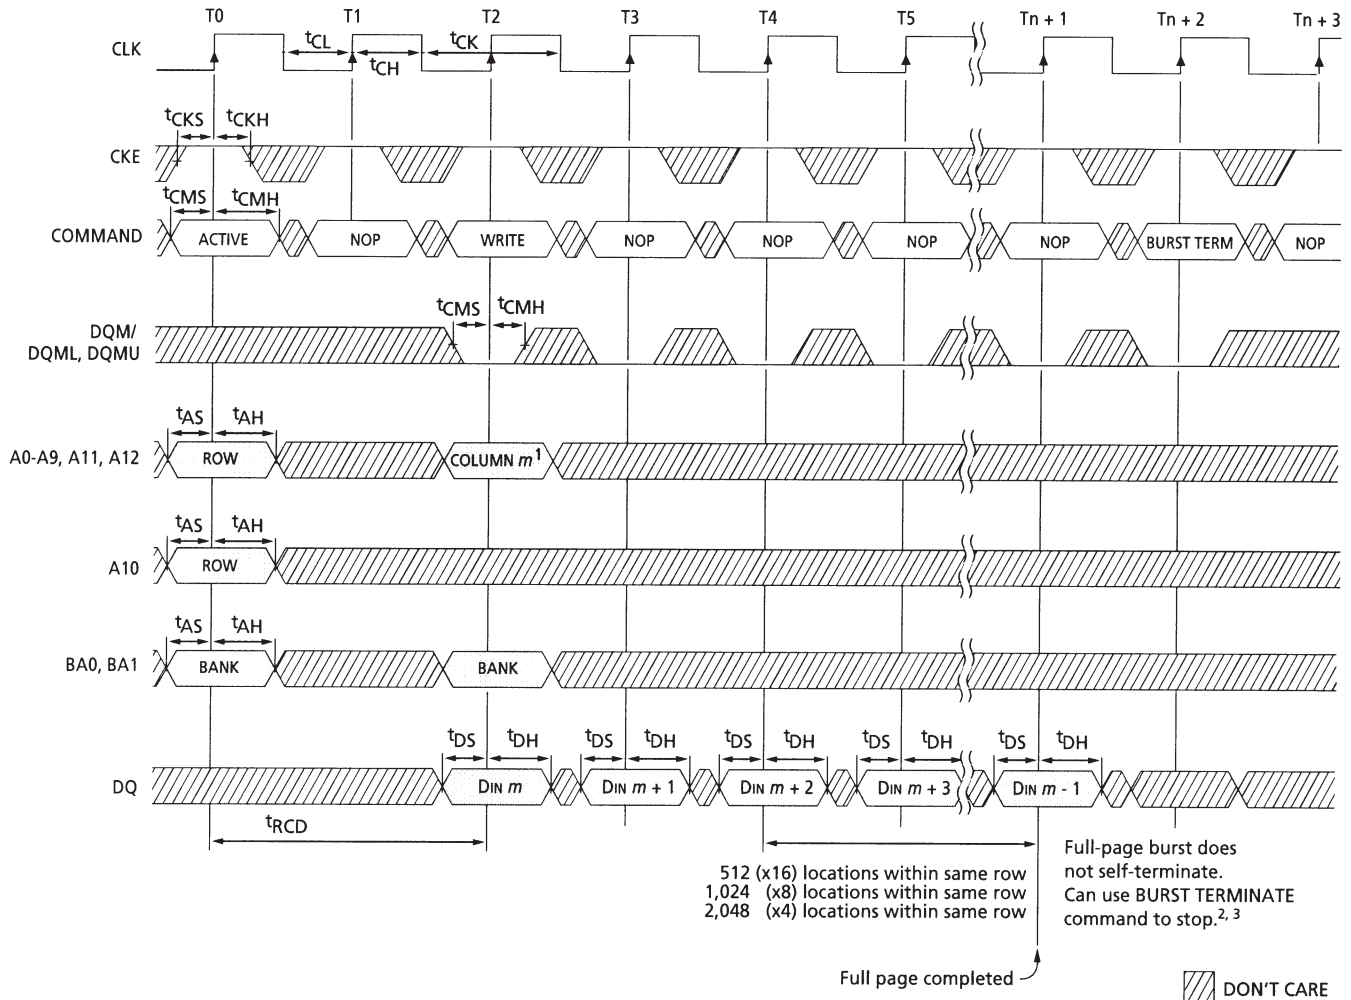 T0 T1 T2 T3 T4 T5 Tn + 1 Tn + 2 Tn + 3
CLK
tCL tCK
tCH
tCKS tCKH
CKE
tCMS tCMH
COMMAND ACTIVE NOP WRITE NOP NOP NOP NOP BURST TERM NOP
tCMS tCMH
DQM/
DQML, DQMU
tAS tAH
A0-A9, A11, A12 ROW COLUMN m1
tAS tAH
A10 ROW
tAS tAH
BA0, BA1 BANK BANK
tDS tDH tDS tDH tDS tDH tDS tDH tDS tDH
DQ DIN m DIN m + 1 DIN m + 2 DIN m + 3 DIN m - 1
tRCD
512 (x16) locations within same row
1,024 (x8) locations within same row
2,048 (x4) locations within same row
Full-page burst does
not self-terminate.
Can use BURST TERMINATE
command to stop.2, 3
Full page completed
DON'T CARE